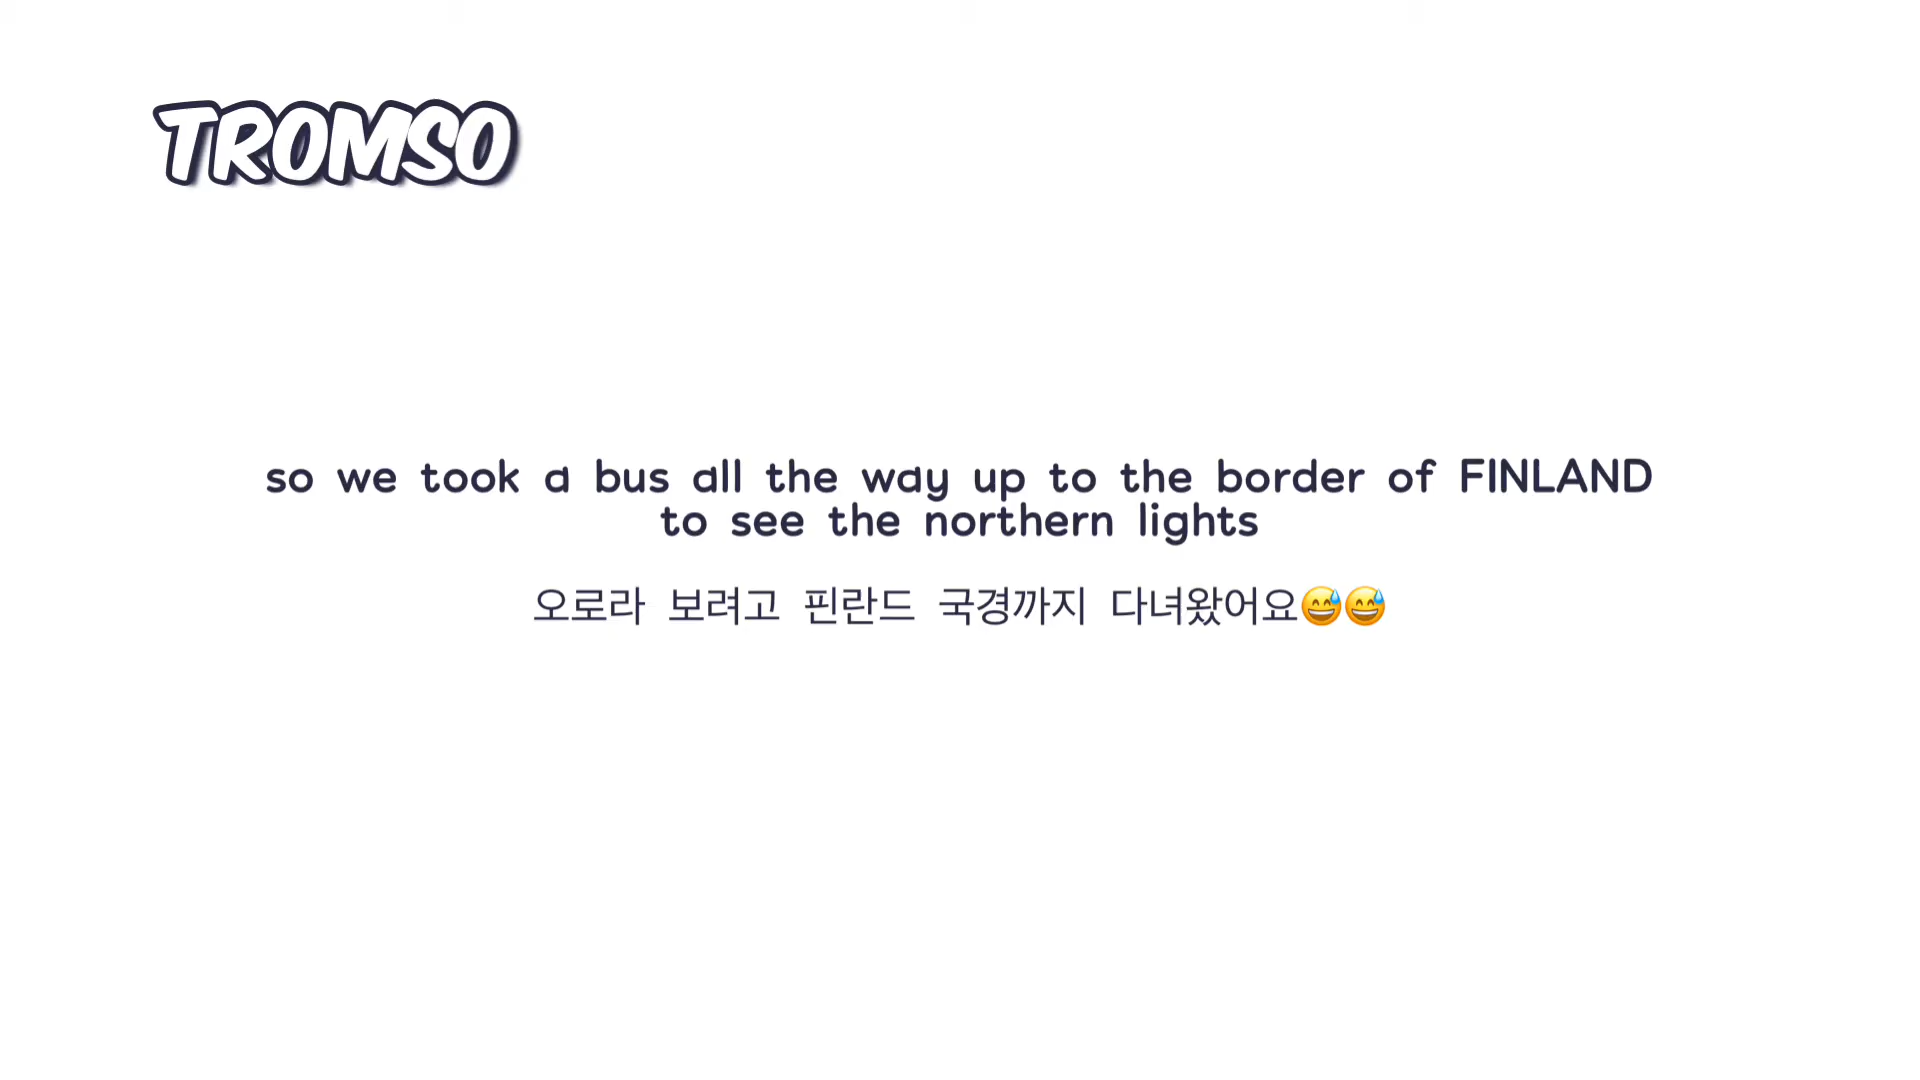 TROMSO
so we took a bus all the way up to the border of FINLAND
to see the northern lights
오로라 보려고 핀란드 국경까지 다녀왔어요😅😅